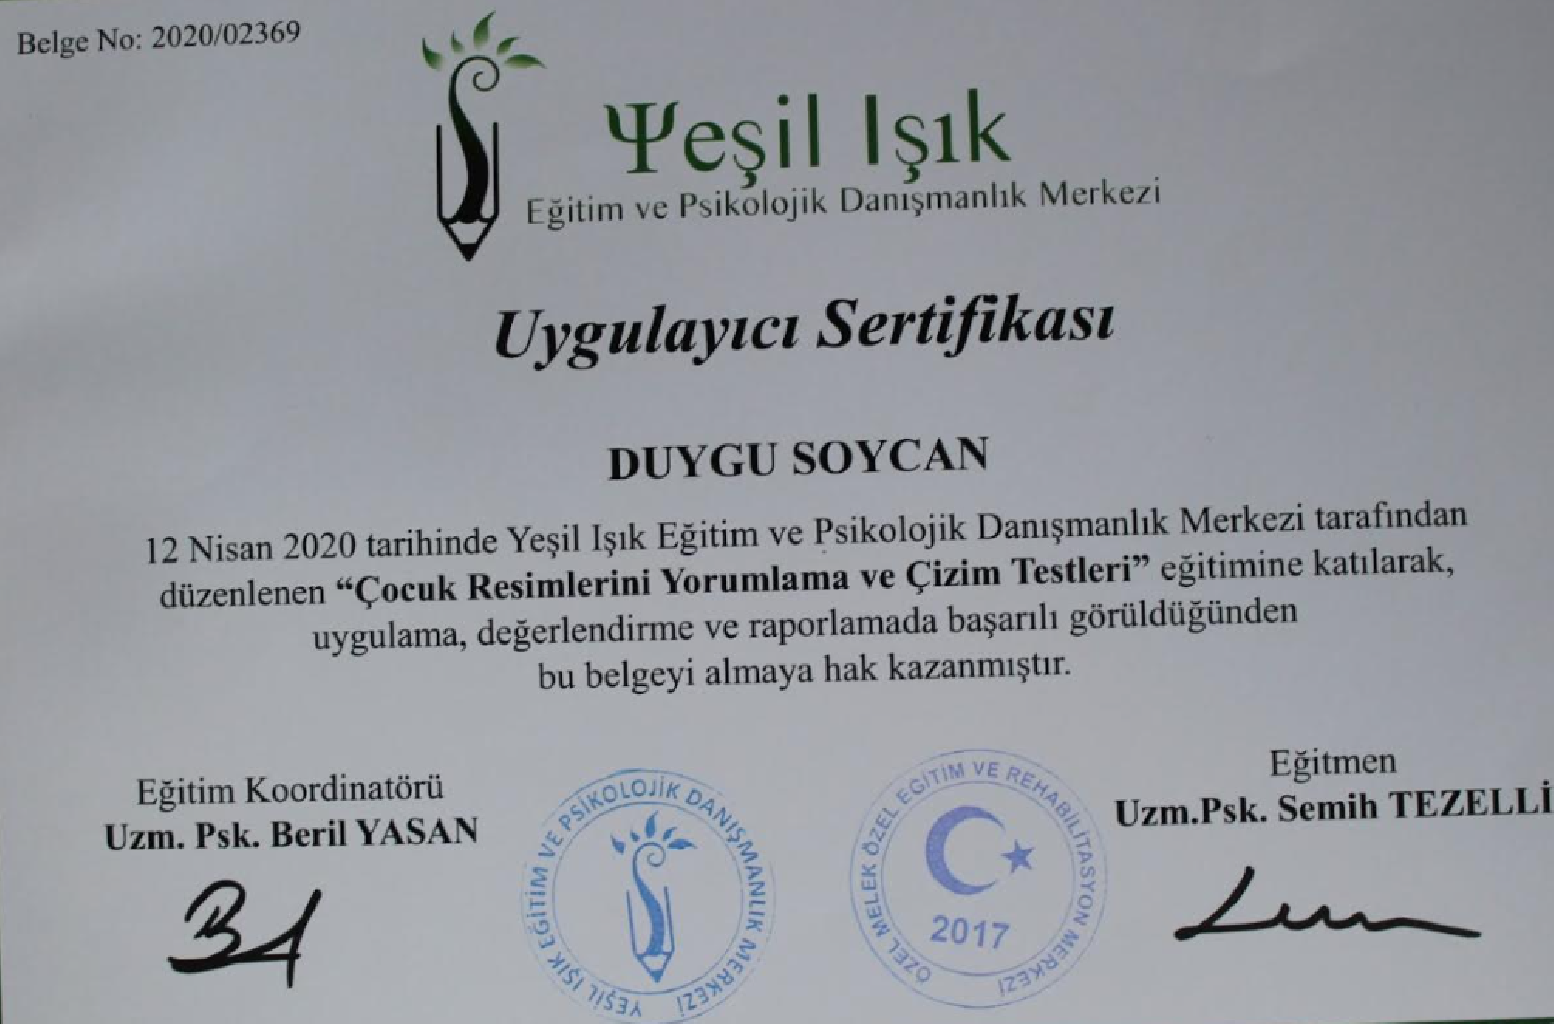 Belge No: 2020/02369
Yeşil Işık
Eğitim ve Psikolojik Danışmanlık Merkezi
Uygulayıcı Sertifikası
DUYGU SOYCAN
12 Nisan 2020 tarihinde Yeşil Işık Eğitim ve Psikolojik Danışmanlık Merkezi tarafından
düzenlenen “Çocuk Resimlerini Yorumlama ve Çizim Testleri” eğitimine katılarak,
uygulama, değerlendirme ve raporlamada başarılı görüldüğünden
bu belgeyi almaya hak kazanmıştır.
Eğitim Koordinatörü
Uzm. Psk. Beril YASAN
YEŞİL IŞIK EĞİTİM VE PSİKOLOJİK DANIŞMANLIK MERKEZİ
ÖZEL MELEK ÖZEL EĞİTİM VE REHABİLİTASYON MERKEZİ
2017
Eğitmen
Uzm.Psk. Semih TEZELLİ